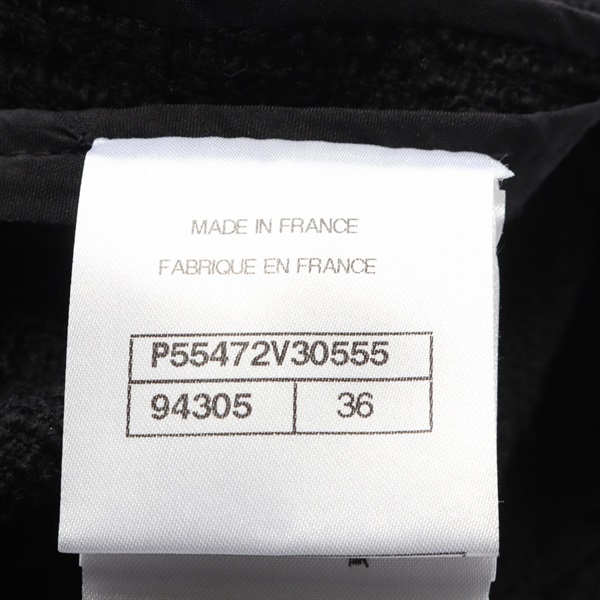 MADE IN FRANCE
FABRIQUE EN FRANCE
P55472V30555
94305 36